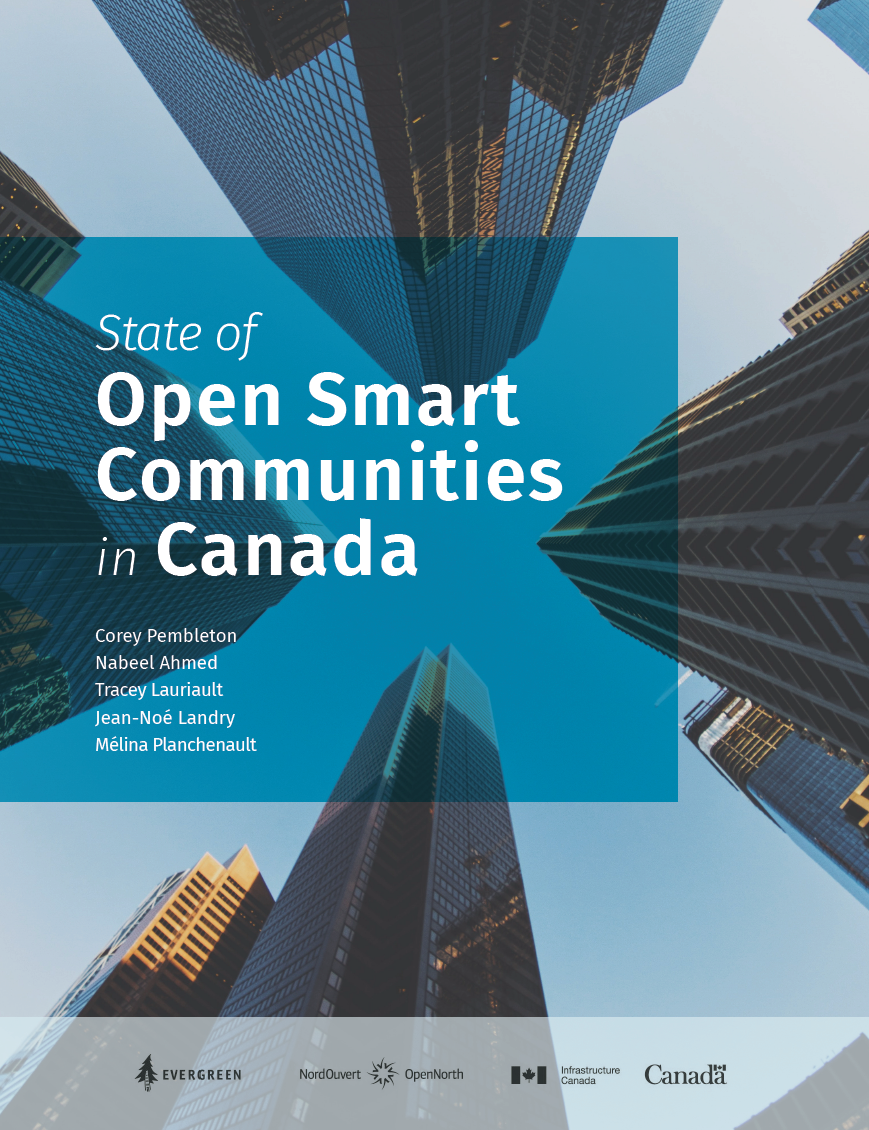 State of
Open Smart
Communities
in Canada
Corey Pembleton
Nabeel Ahmed
Tracey Lauriault
Jean-Noé Landry
Mélina Planchenault
EVERGREEN
NordOuvert OpenNorth
Infrastructure
Canada
Canada